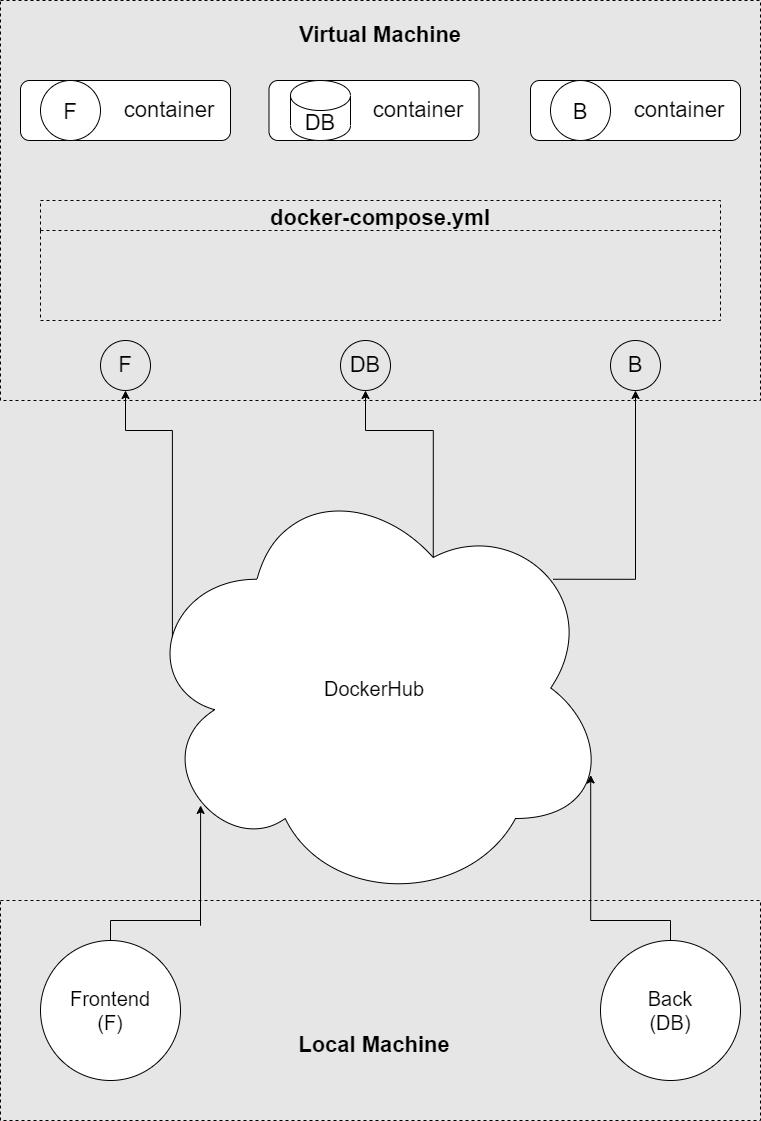 Virtual Machine
F
container
DB
container
B
container
docker-compose.yml
F
DB
B
DockerHub
Frontend
(F)
Back
(DB)
Local Machine